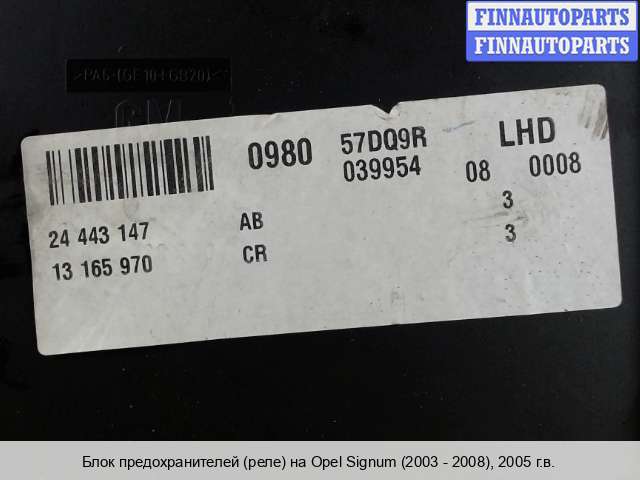 FINNAUTOPARTS
FINNAUTOPARTS
>PA6-(GF10+GB20)<
GM
0980 57DQ9R LHD
039954 08 0008
24 443 147 AB 3
13 165 970 CR 3
Блок предохранителей (реле) на Opel Signum (2003 - 2008), 2005 г.в.